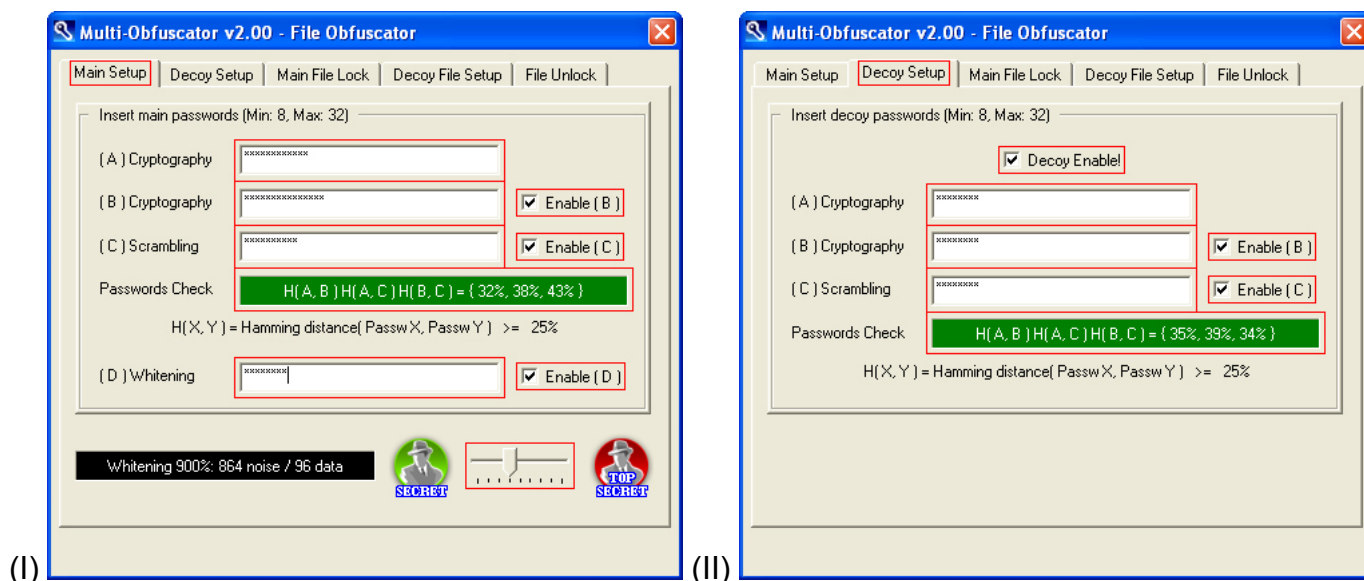 Multi-Obfuscator v2.00 - File Obfuscator
Main Setup Decoy Setup Main File Lock Decoy File Setup File Unlock
Insert main passwords (Min: 8, Max: 32)
( A ) Cryptography ************
( B ) Cryptography *************** Enable ( B )
( C ) Scrambling ********** Enable ( C )
Passwords Check H( A, B ) H( A, C ) H( B, C ) = { 32%, 38%, 43% }
H( X, Y ) = Hamming distance( Passw X, Passw Y ) >= 25%
( D ) Whitening ******** Enable ( D )
Whitening 900%: 864 noise / 96 data
SECRET
TOP
SECRET
(I)
Multi-Obfuscator v2.00 - File Obfuscator
Main Setup Decoy Setup Main File Lock Decoy File Setup File Unlock
Insert decoy passwords (Min: 8, Max: 32)
Decoy Enable!
( A ) Cryptography ********
( B ) Cryptography ******** Enable ( B )
( C ) Scrambling ******** Enable ( C )
Passwords Check H( A, B ) H( A, C ) H( B, C ) = { 35%, 39%, 34% }
H( X, Y ) = Hamming distance( Passw X, Passw Y ) >= 25%
(II)